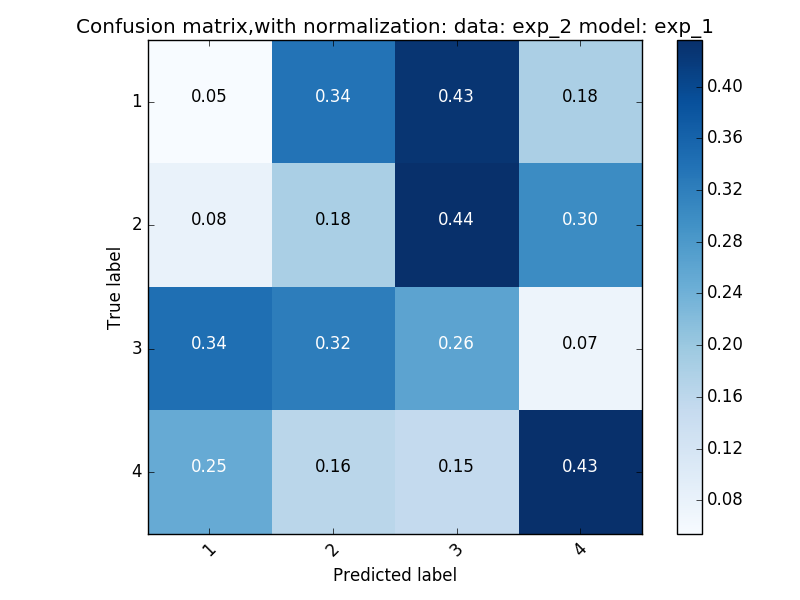 Confusion matrix,with normalization: data: exp_2 model: exp_1
True label
1
0.05 0.34 0.43 0.18
2
0.08 0.18 0.44 0.30
3
0.34 0.32 0.26 0.07
4
0.25 0.16 0.15 0.43
1 2 3 4
Predicted label
0.40
0.36
0.32
0.28
0.24
0.20
0.16
0.12
0.08